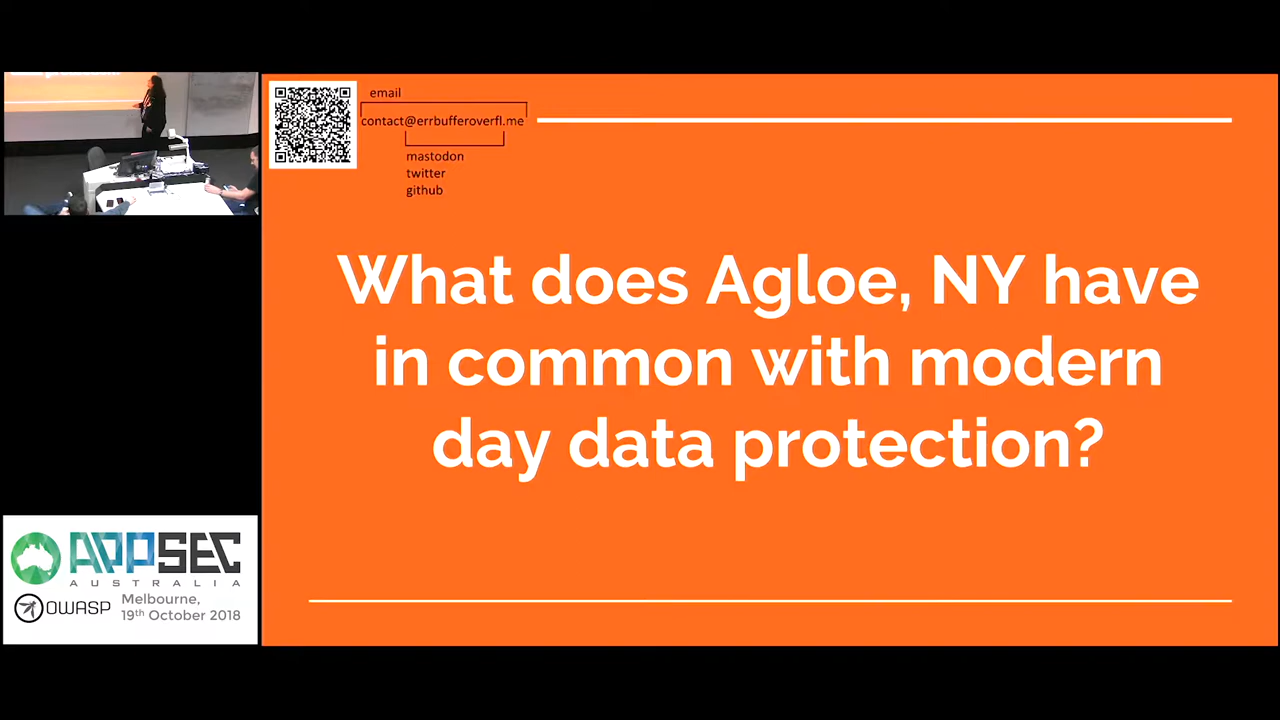 email
contact@errbufferoverfl.me
mastodon
twitter
github
What does Agloe, NY have
in common with modern
day data protection?
APPSEC
AUSTRALIA
OWASP
Melbourne,
19th October 2018